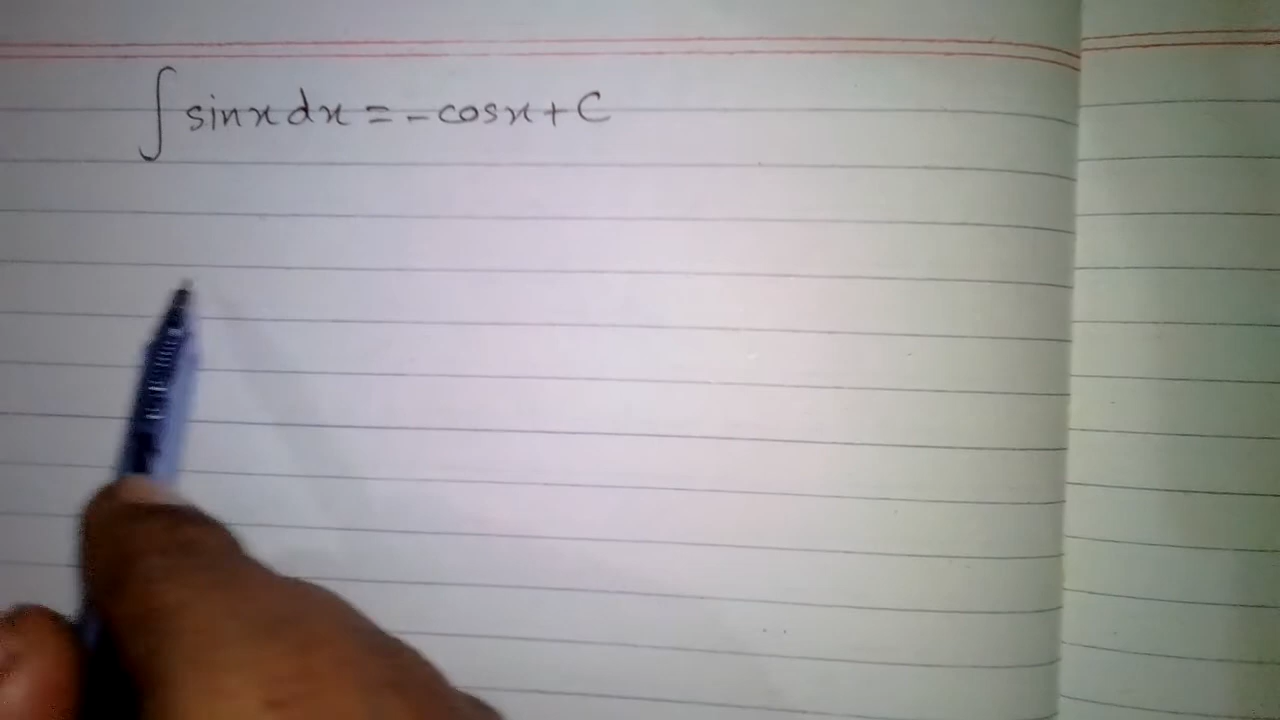 ∫ sinx dx = -cosx + C